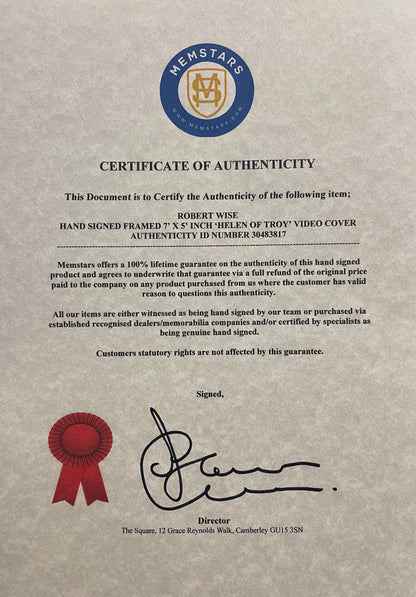 MEMSTARS
WWW.MEMSTARS.COM
CERTIFICATE OF AUTHENTICITY
This Document is to Certify the Authenticity of the following item;
ROBERT WISE
HAND SIGNED FRAMED 7’ X 5’ INCH ‘HELEN OF TROY’ VIDEO COVER
AUTHENTICITY ID NUMBER 30483817
Memstars offers a 100% lifetime guarantee on the authenticity of this hand signed
product and agrees to underwrite that guarantee via a full refund of the original price
paid to the company on any product purchased from us where the customer has valid
reason to questions this authenticity.
All our items are either witnessed as being hand signed by our team or purchased via
established recognised dealers/memorabilia companies and/or certified by specialists as
being genuine hand signed.
Customers statutory rights are not affected by this guarantee.
Signed,
Director
The Square, 12 Grace Reynolds Walk, Camberley GU15 3SN